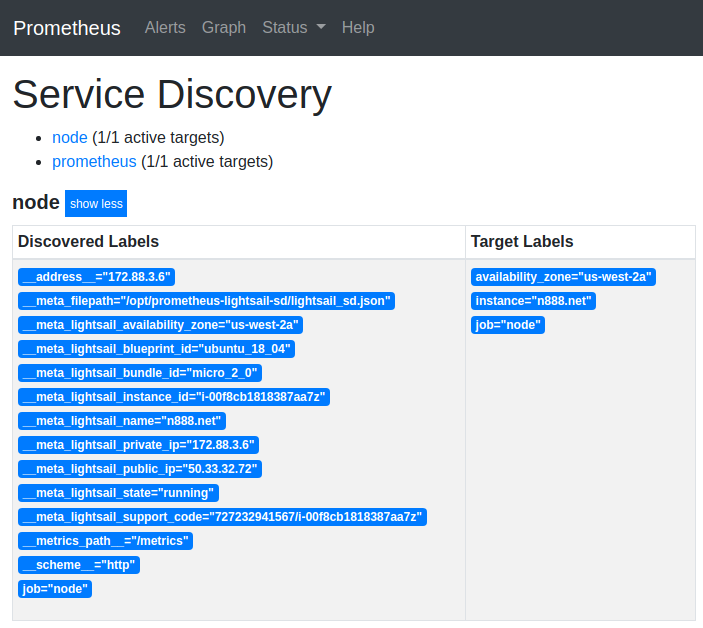 Prometheus Alerts Graph Status Help
Service Discovery
node (1/1 active targets)
prometheus (1/1 active targets)
node show less
Discovered Labels Target Labels
__address__="172.88.3.6" availability_zone="us-west-2a"
__meta_filepath="/opt/prometheus-lightsail-sd/lightsail_sd.json" instance="n888.net"
__meta_lightsail_availability_zone="us-west-2a" job="node"
__meta_lightsail_blueprint_id="ubuntu_18_04"
__meta_lightsail_bundle_id="micro_2_0"
__meta_lightsail_instance_id="i-00f8cb1818387aa7z"
__meta_lightsail_name="n888.net"
__meta_lightsail_private_ip="172.88.3.6"
__meta_lightsail_public_ip="50.33.32.72"
__meta_lightsail_state="running"
__meta_lightsail_support_code="727232941567/i-00f8cb1818387aa7z"
__metrics_path__="/metrics"
__scheme__="http"
job="node"